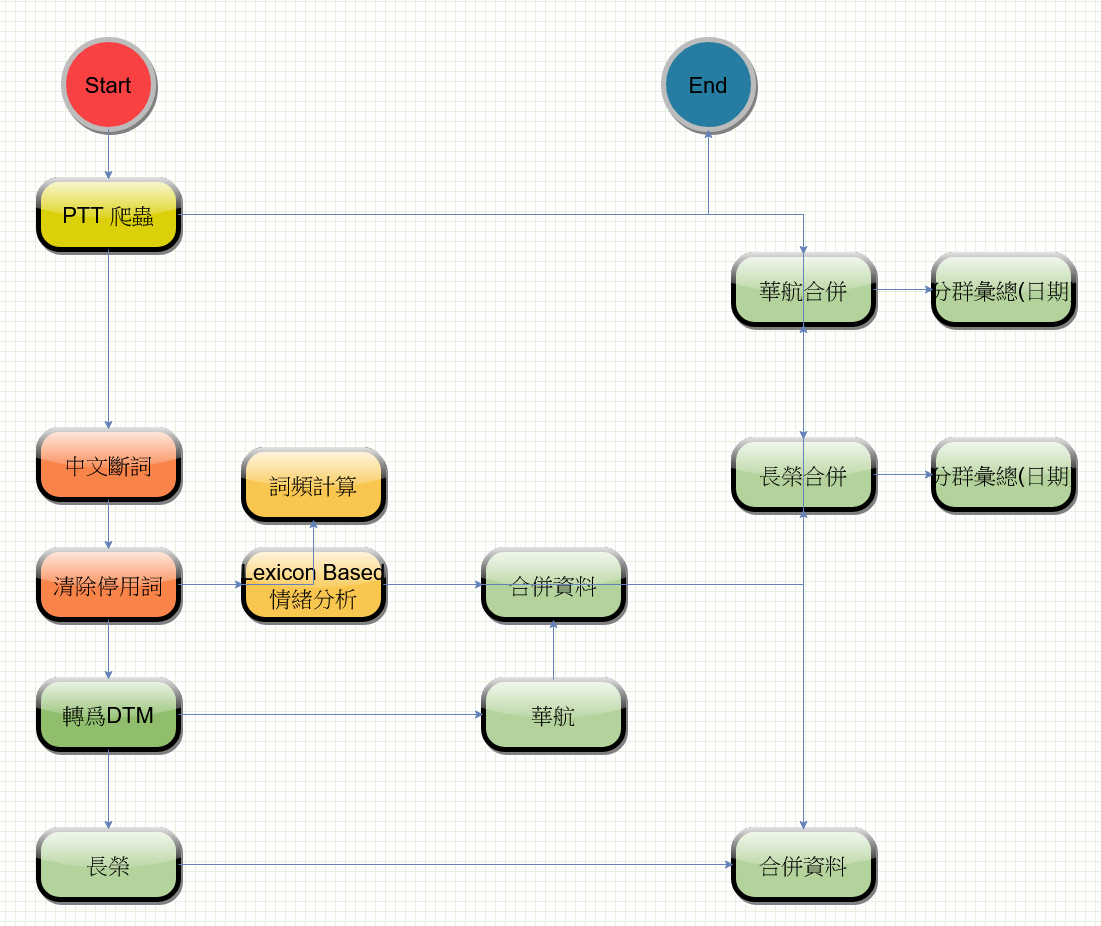 Start
End
PTT 爬蟲
華航合併
分群彙總(日期
中文斷詞
詞頻計算
長榮合併
分群彙總(日期
清除停用詞
Lexicon Based
情緒分析
合併資料
轉爲DTM
華航
長榮
合併資料